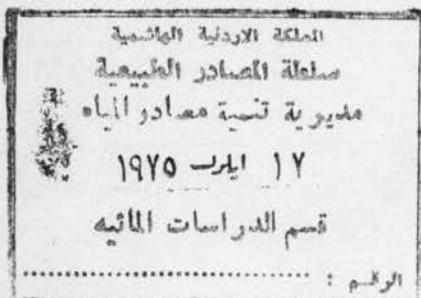 المملكة الاردنية الهاشمية
سلطة المصادر الطبيعية
مديرية تنمية مصادر المياه
١٧ ايلول ١٩٧٥
قسم الدراسات المائيه
الرقم : ..............................